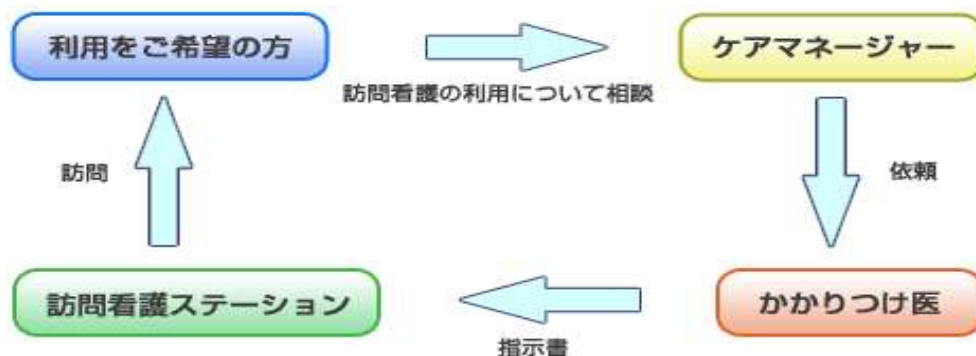 利用をご希望の方
ケアマネージャー
訪問看護の利用について相談
訪問
依頼
訪問看護ステーション
かかりつけ医
指示書